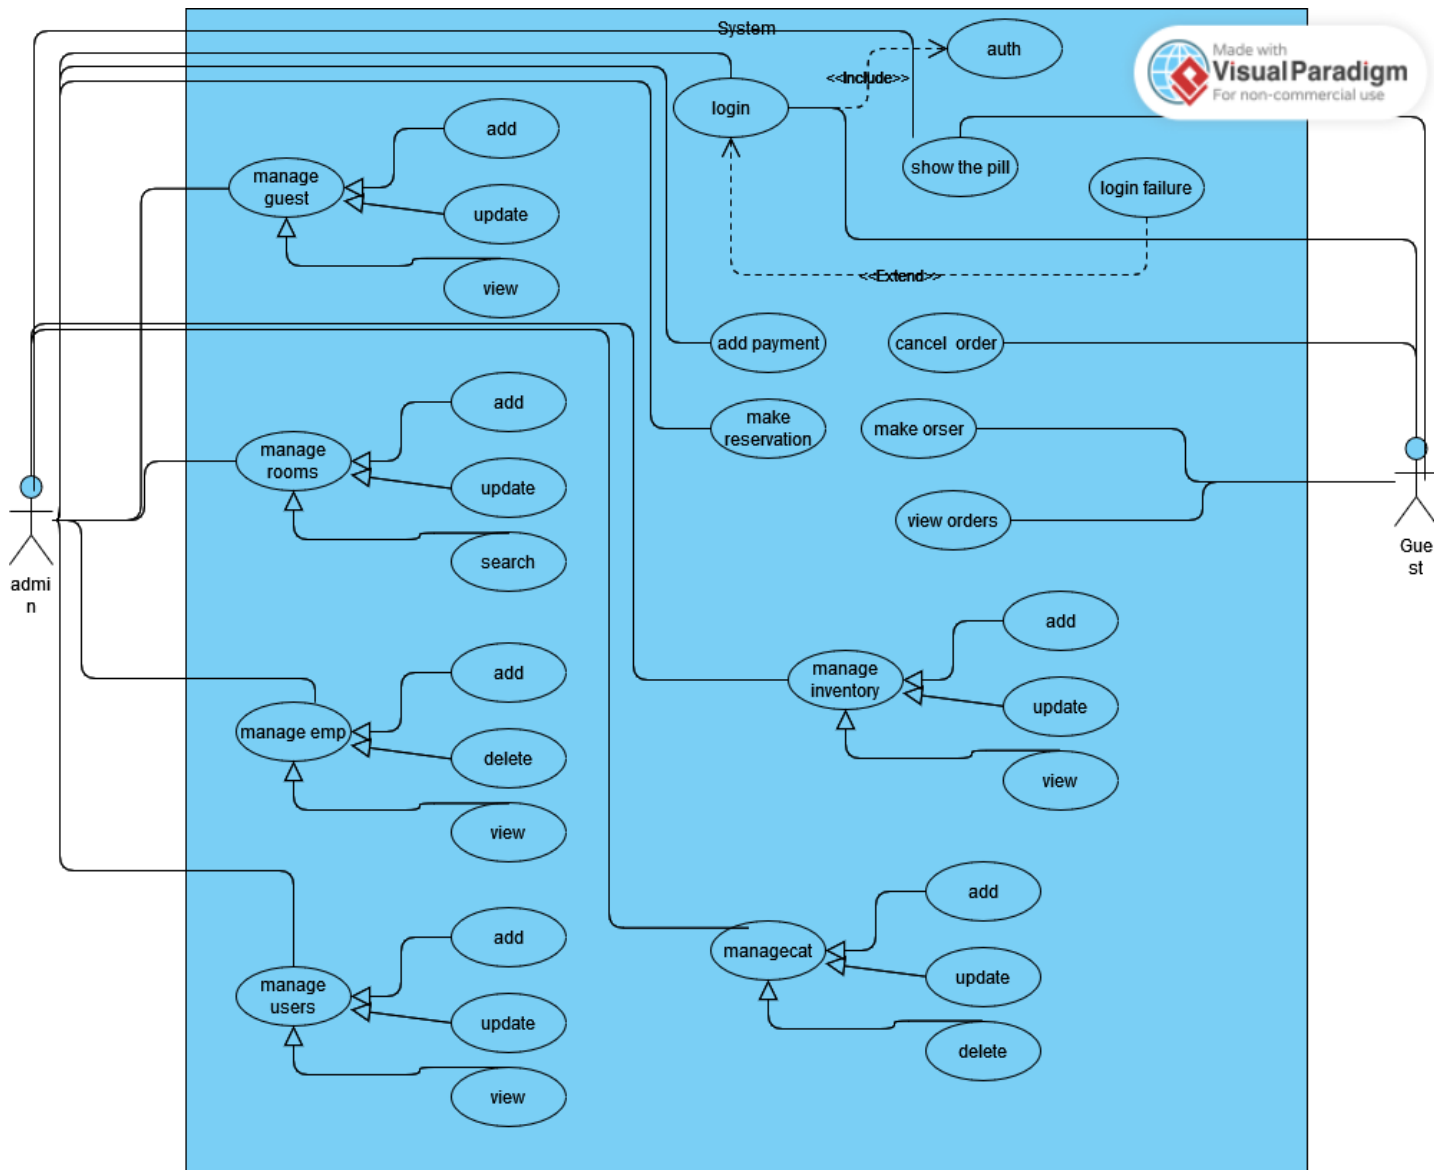 System
Made with
Visual Paradigm
For non-commercial use
auth
<<Include>>
login
add
show the pill
manage
guest
login failure
update
<<Extend>>
view
add payment
cancel order
add
make
reservation
make orser
manage
rooms
update
view orders
search
admi
n
Gue
st
add
add
manage
inventory
update
manage emp
delete
view
view
add
add
managecat
update
manage
users
update
delete
view